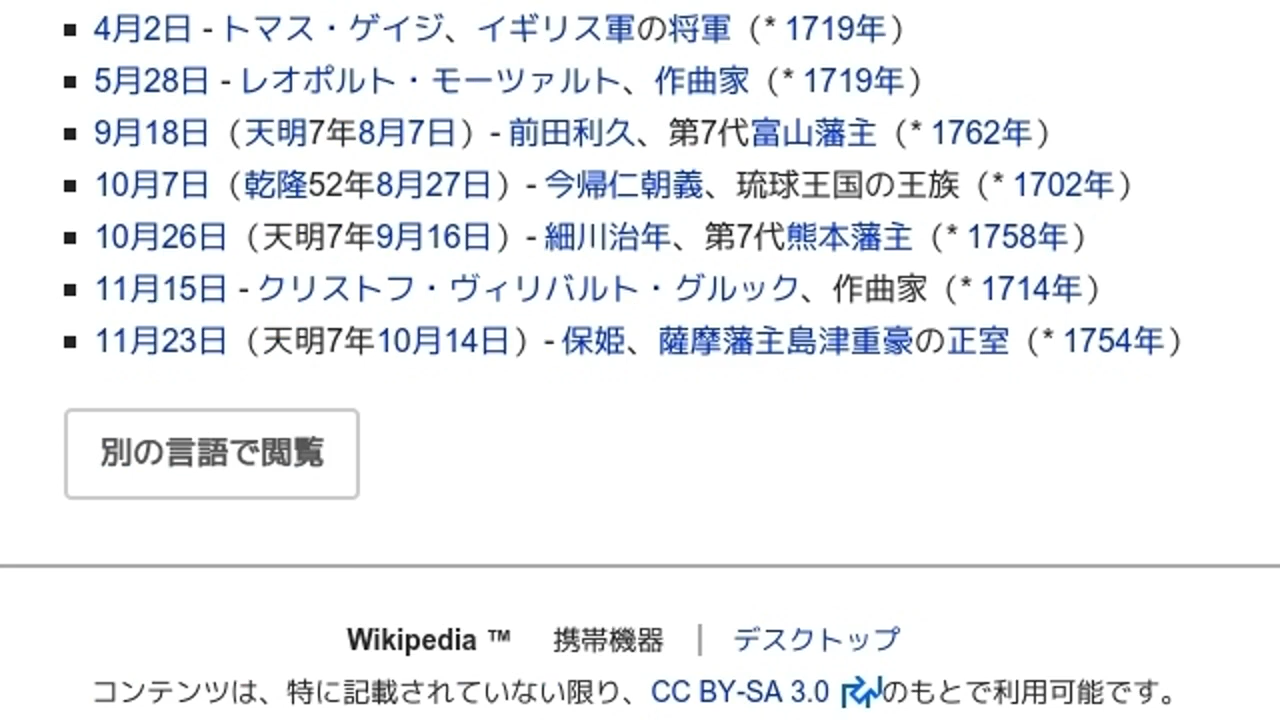 4月2日 - トマス・ゲイジ、イギリス軍の将軍（* 1719年）
5月28日 - レオポルト・モーツァルト、作曲家（* 1719年）
9月18日（天明7年8月7日）- 前田利久、第7代富山藩主（* 1762年）
10月7日（乾隆52年8月27日）- 今帰仁朝義、琉球王国の王族（* 1702年）
10月26日（天明7年9月16日）- 細川治年、第7代熊本藩主（* 1758年）
11月15日 - クリストフ・ヴィリバルト・グルック、作曲家（* 1714年）
11月23日（天明7年10月14日）- 保姫、薩摩藩主島津重豪の正室（* 1754年）
別の言語で閲覧
Wikipedia ™ 携帯機器 | デスクトップ
コンテンツは、特に記載されていない限り、CC BY-SA 3.0 のもとで利用可能です。